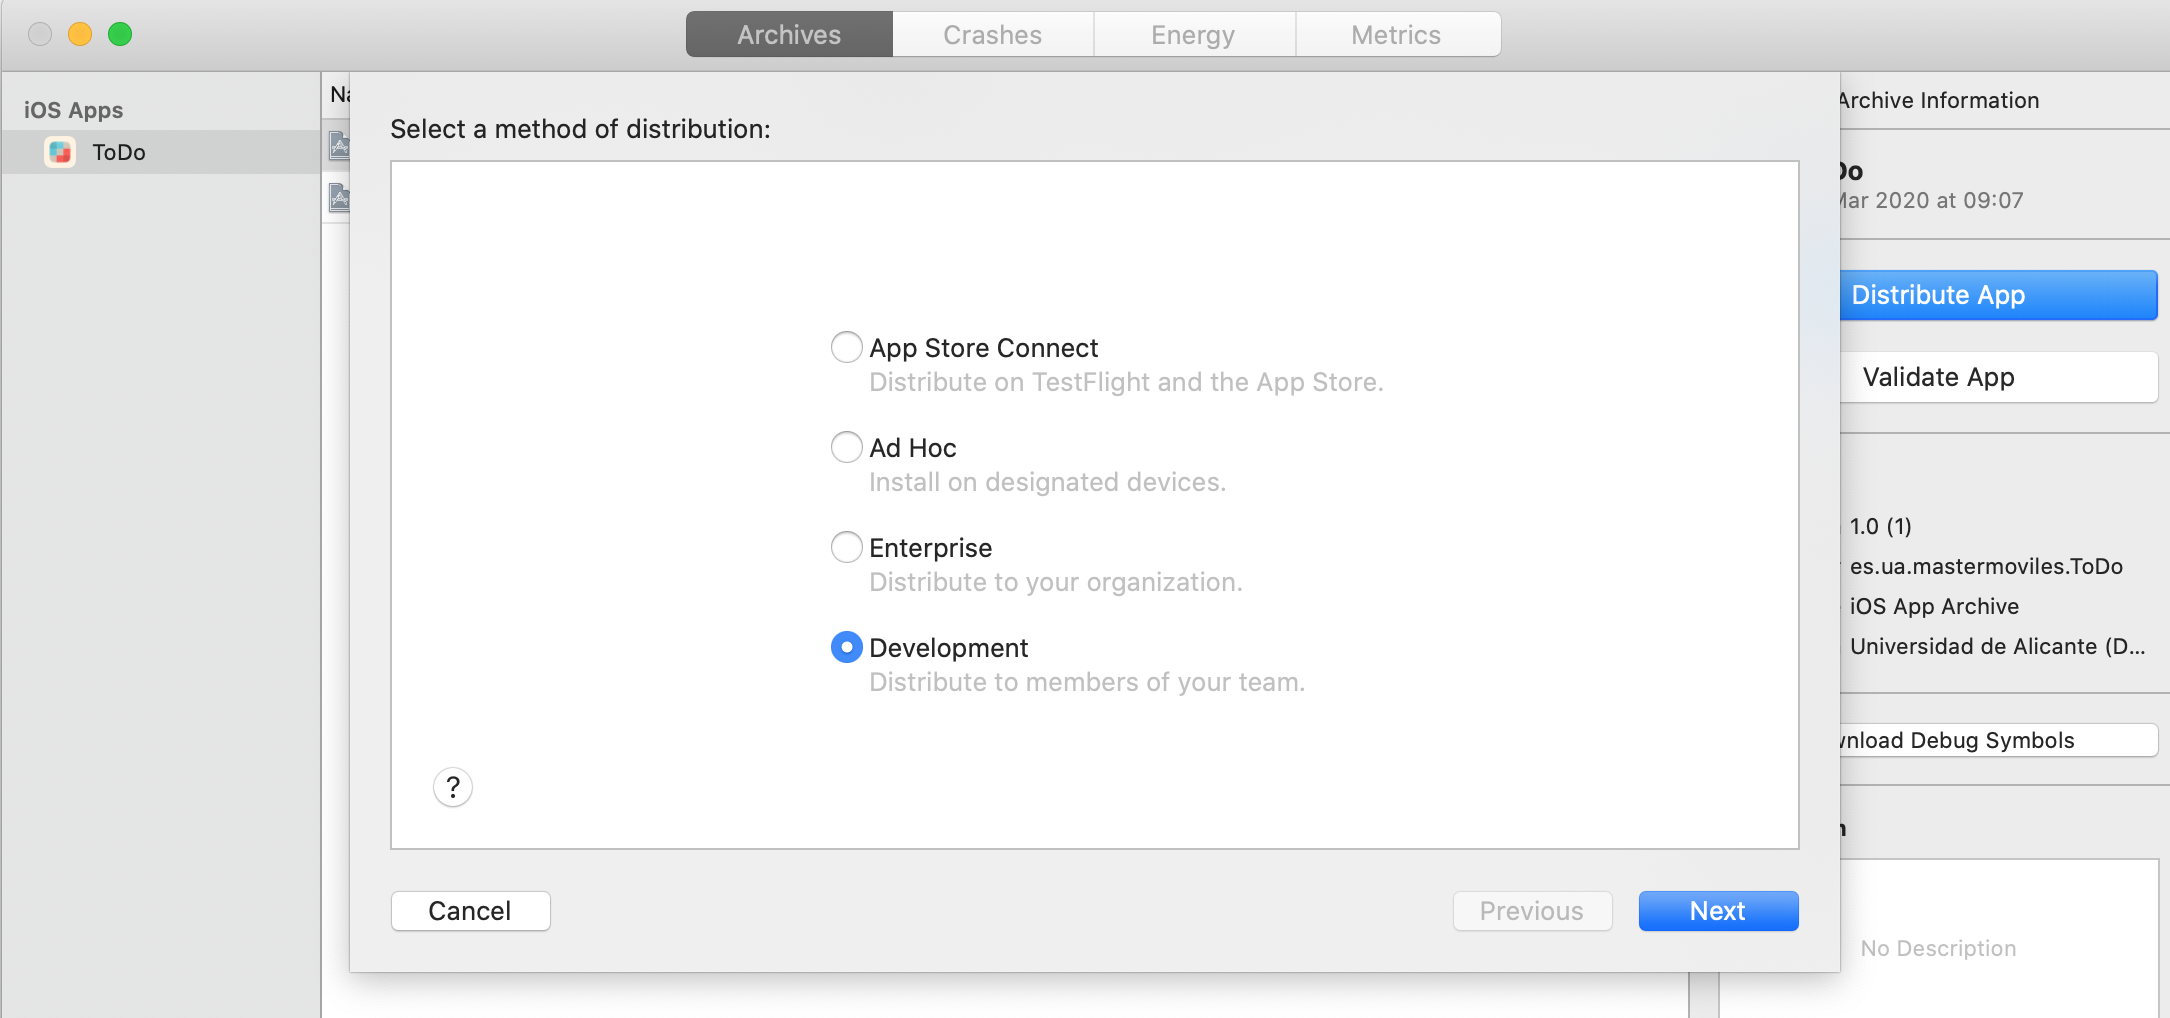 Archives
Crashes
Energy
Metrics
iOS Apps
ToDo
Select a method of distribution:
App Store Connect
Distribute on TestFlight and the App Store.
Ad Hoc
Install on designated devices.
Enterprise
Distribute to your organization.
Development
Distribute to members of your team.
?
Cancel
Previous
Next
Archive Information
Do
Mar 2020 at 09:07
Distribute App
Validate App
1.0 (1)
es.ua.mastermoviles.ToDo
iOS App Archive
Universidad de Alicante (D...
wnload Debug Symbols
No Description